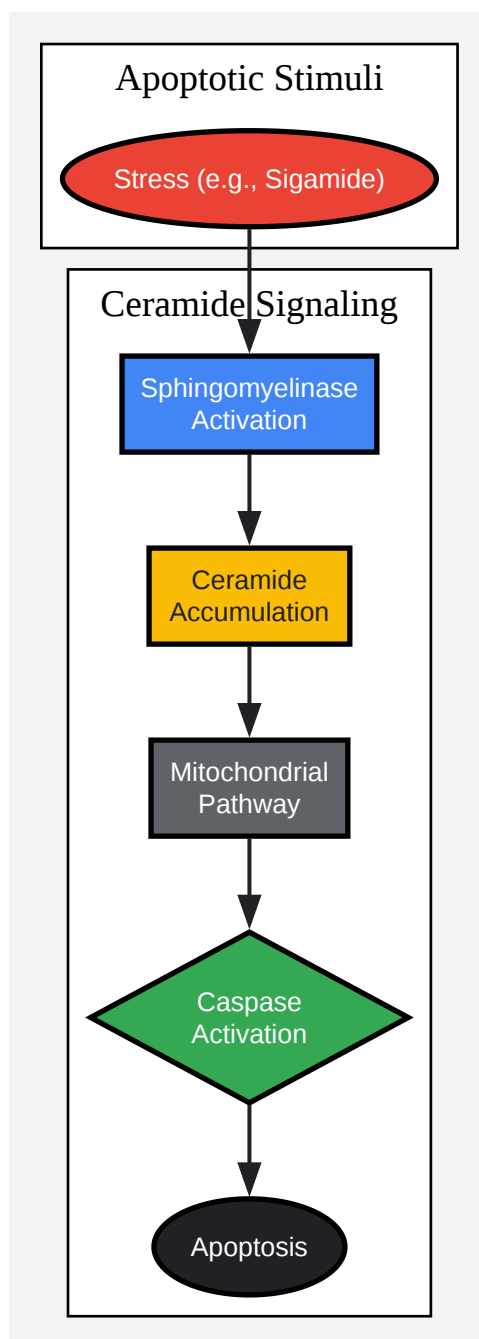 Apoptotic Stimuli
Stress (e.g., Sigamide)
Ceramide Signaling
Sphingomyelinase
Activation
Ceramide
Accumulation
Mitochondrial
Pathway
Caspase
Activation
Apoptosis